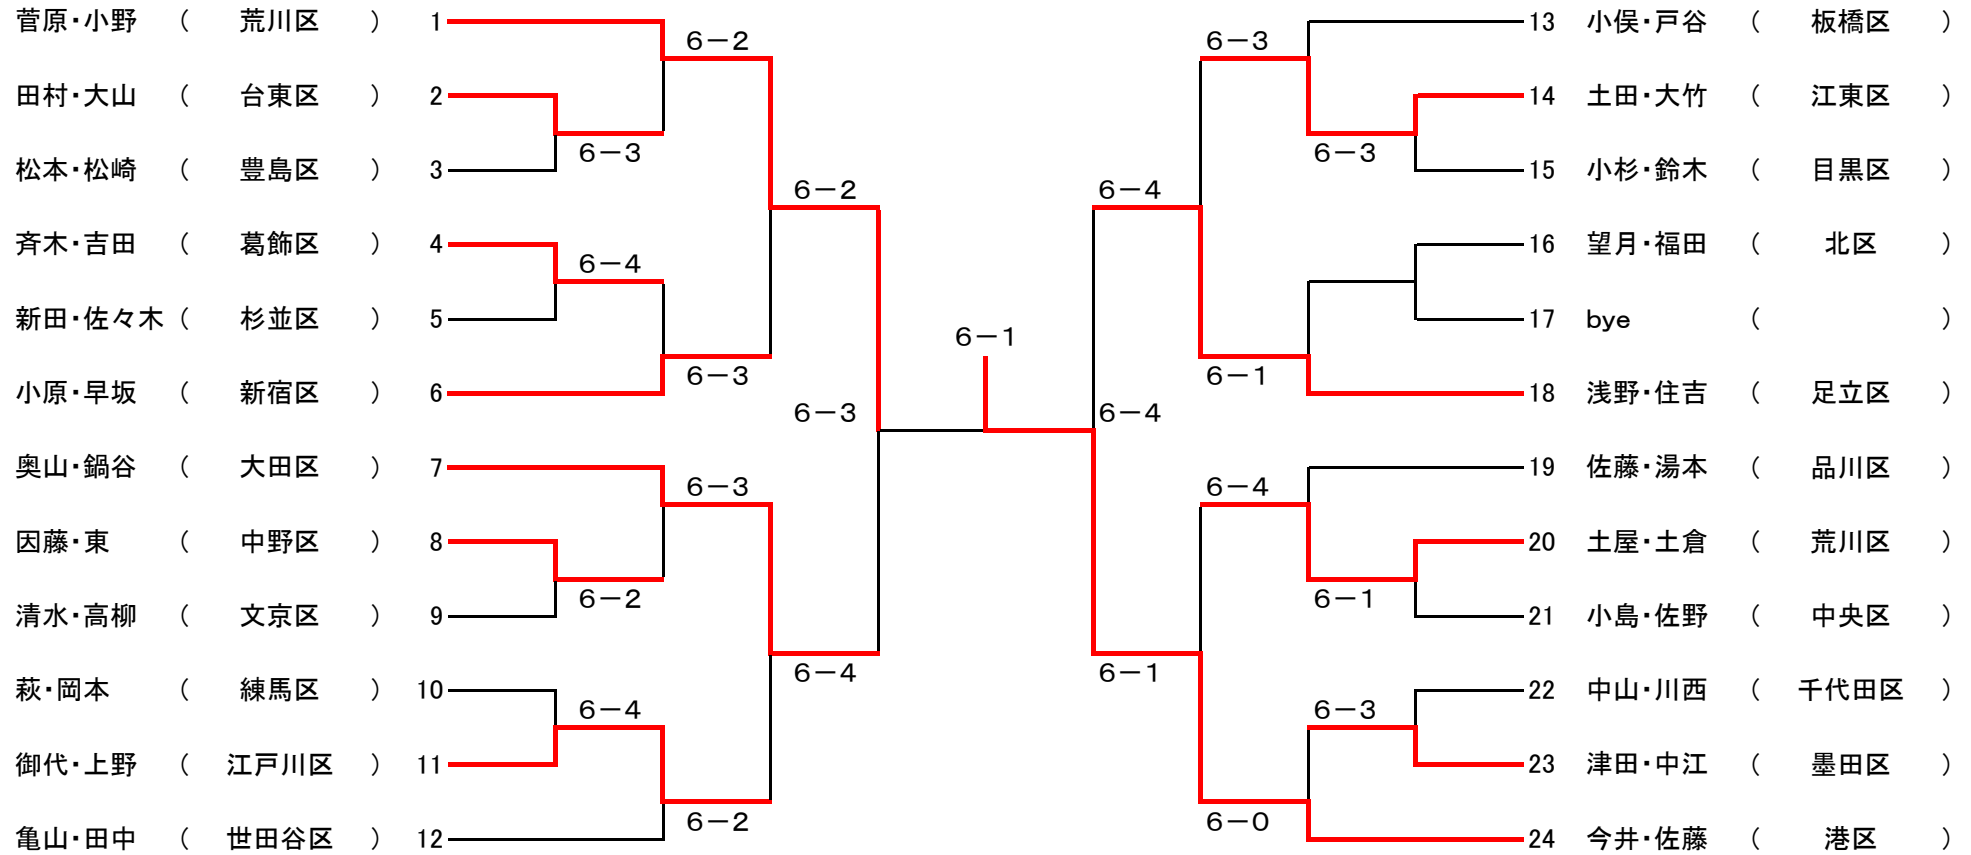 菅原・小野 （ 荒川区 ） 1
田村・大山 （ 台東区 ） 2
松本・松崎 （ 豊島区 ） 3
斉木・吉田 （ 葛飾区 ） 4
新田・佐々木 （ 杉並区 ） 5
小原・早坂 （ 新宿区 ） 6
奥山・鍋谷 （ 大田区 ） 7
因藤・東 （ 中野区 ） 8
清水・高柳 （ 文京区 ） 9
萩・岡本 （ 練馬区 ） 10
御代・上野 （ 江戸川区 ） 11
亀山・田中 （ 世田谷区 ） 12
6－3
6－4
6－2
6－4
6－2
6－3
6－3
6－2
6－2
6－4
6－3
6－1
6－4
6－4
6－1
6－3
6－1
6－4
6－0
6－3
6－1
6－3
13 小俣・戸谷 （ 板橋区 ）
14 土田・大竹 （ 江東区 ）
15 小杉・鈴木 （ 目黒区 ）
16 望月・福田 （ 北区 ）
17 bye （ ）
18 浅野・住吉 （ 足立区 ）
19 佐藤・湯本 （ 品川区 ）
20 土屋・土倉 （ 荒川区 ）
21 小島・佐野 （ 中央区 ）
22 中山・川西 （ 千代田区 ）
23 津田・中江 （ 墨田区 ）
24 今井・佐藤 （ 港区 ）